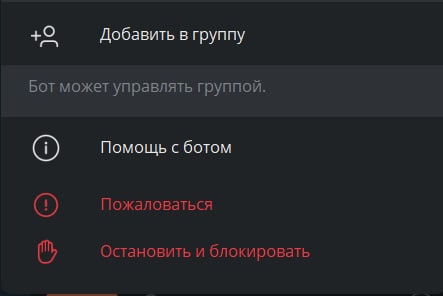 Добавить в группу
Бот может управлять группой.
Помощь с ботом
Пожаловаться
Остановить и блокировать